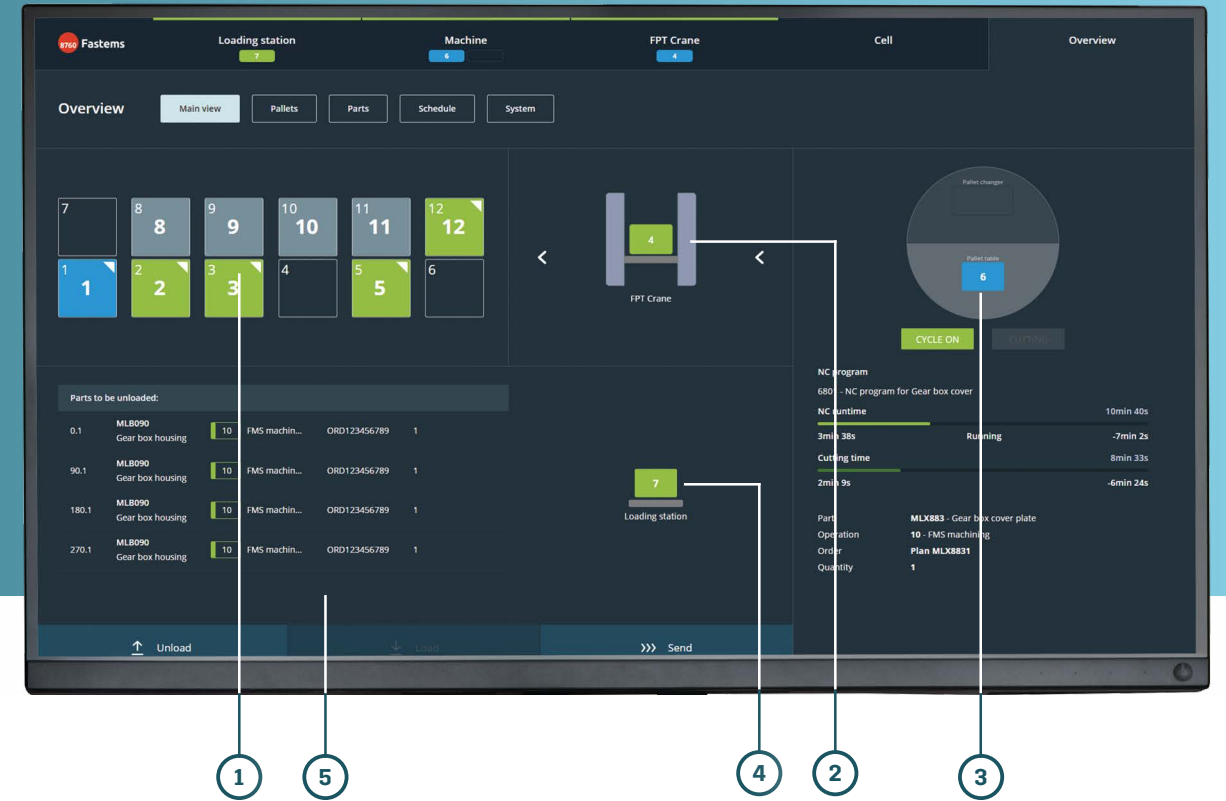 8760 Fastems
Loading station
7
Machine
6
FPT Crane
4
Cell
Overview
Overview
Main view
Pallets
Parts
Schedule
System
7
8
8
9
9
10
10
11
11
12
12
1
1
2
2
3
3
4
5
5
6
4
FPT Crane
Pallet changer
Pallet table
6
CYCLE ON
CUTTING
NC program
680 - NC program for Gear box cover
NC runtime 10min 40s
3min 38s Running -7min 2s
Cutting time 8min 33s
2min 9s -6min 24s
Part MLX883 - Gear box cover plate
Operation 10 - FMS machining
Order Plan MLX8831
Quantity 1
Parts to be unloaded:
0.1 MLB090 Gear box housing 10 FMS machin... ORD123456789 1
90.1 MLB090 Gear box housing 10 FMS machin... ORD123456789 1
180.1 MLB090 Gear box housing 10 FMS machin... ORD123456789 1
270.1 MLB090 Gear box housing 10 FMS machin... ORD123456789 1
7
Loading station
Unload
Load
Send
1
5
4
2
3